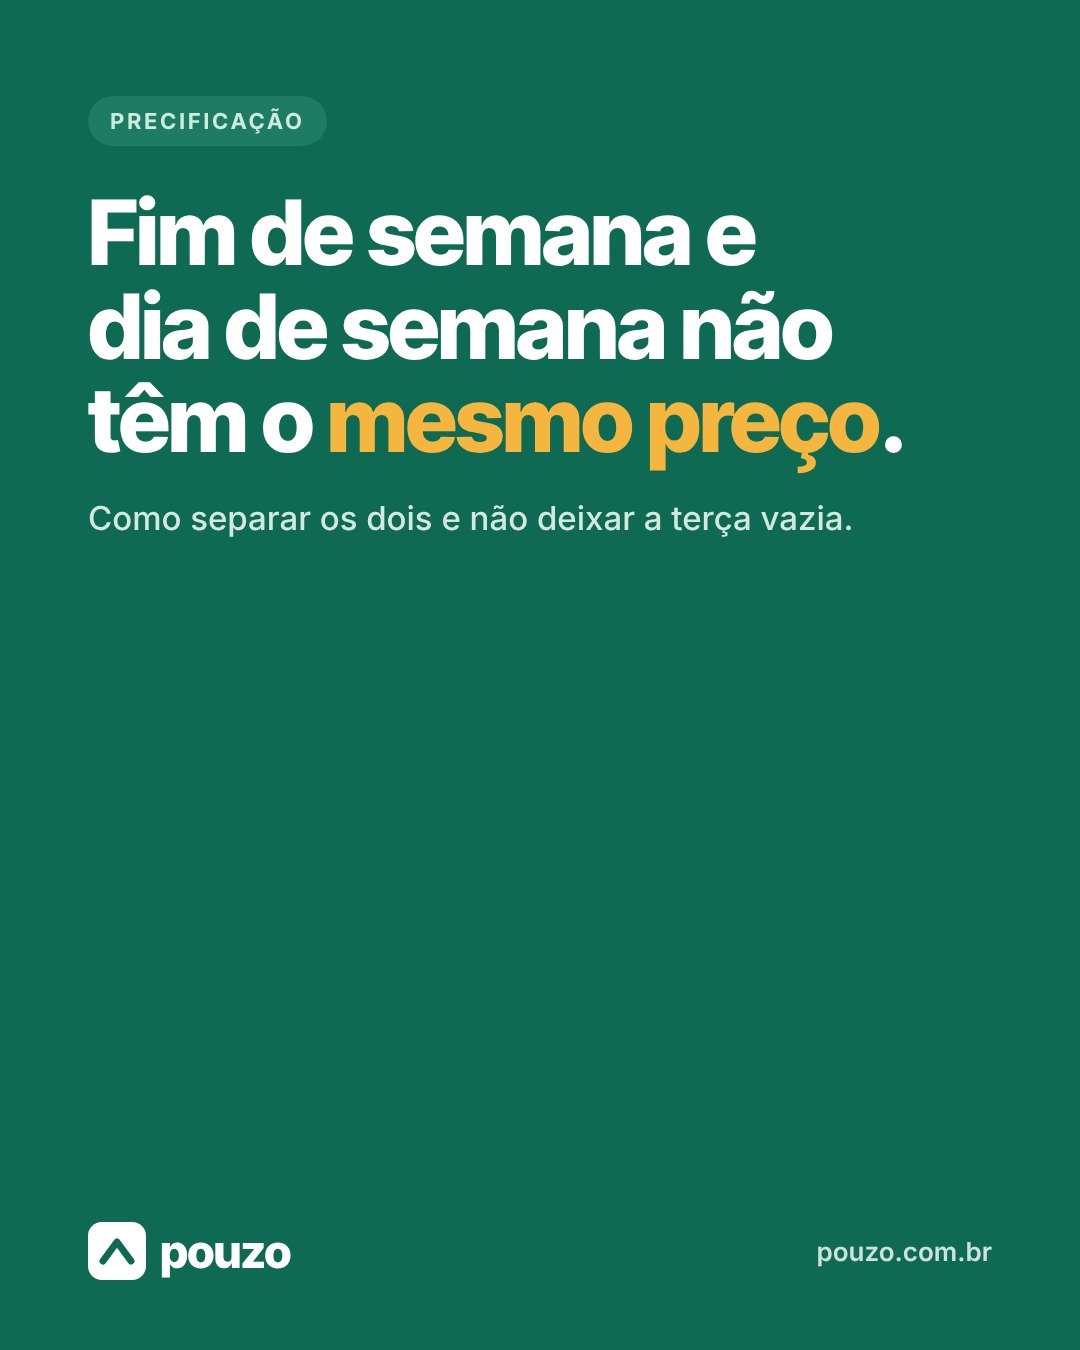 PRECIFICAÇÃO
Fim de semana e
dia de semana não
têm o mesmo preço.
Como separar os dois e não deixar a terça vazia.
pouzo
pouzo.com.br